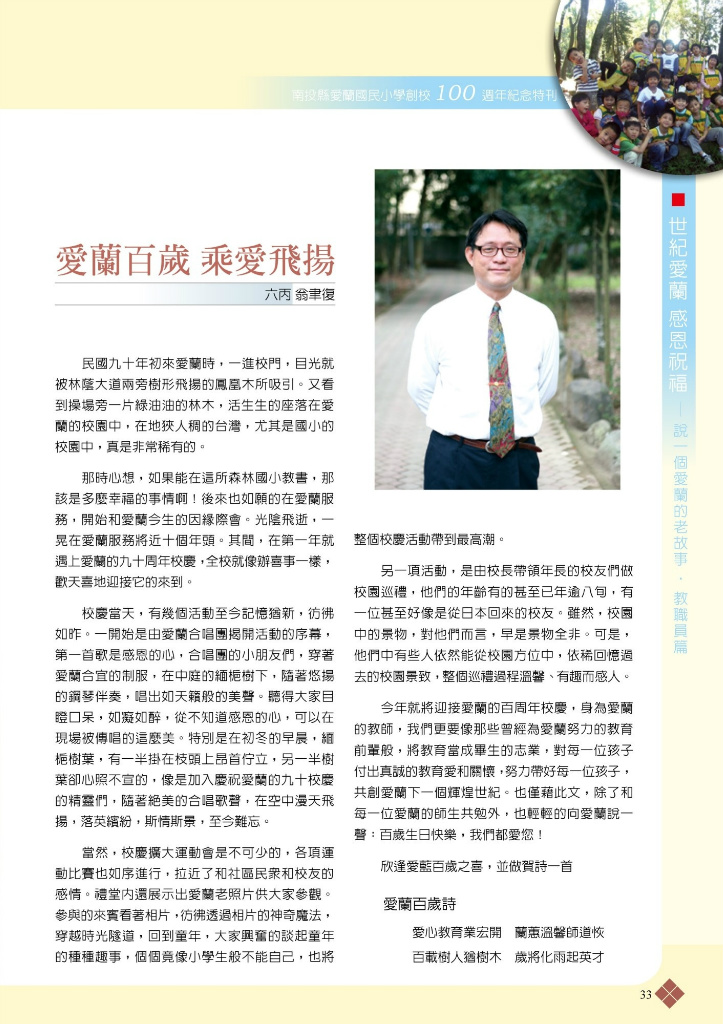 南投縣愛蘭國民小學創校 100 週年紀念特刊
愛蘭百歲 乘愛飛揚
六丙 翁聿復
民國九十年初來愛蘭時，一進校門，目光就
被林蔭大道兩旁樹形飛揚的鳳凰木所吸引。又看
到操場旁一片綠油油的林木，活生生的座落在愛
蘭的校園中，在地狹人稠的台灣，尤其是國小的
校園中，真是非常稀有的。
那時心想，如果能在這所森林國小教書，那
該是多麼幸福的事情啊！後來也如願的在愛蘭服
務，開始和愛蘭今生的因緣際會。光陰飛逝，一
晃在愛蘭服務將近十個年頭。其間，在第一年就
遇上愛蘭的九十周年校慶，全校就像辦喜事一樣，
歡天喜地迎接它的來到。
校慶當天，有幾個活動至今記憶猶新，彷彿
如昨。一開始是由愛蘭合唱團揭開活動的序幕，
第一首歌是感恩的心，合唱團的小朋友們，穿著
愛蘭合宜的制服，在中庭的緬梔樹下，隨著悠揚
的鋼琴伴奏，唱出如天籟般的美聲。聽得大家目
瞪口呆，如癡如醉，從不知道感恩的心，可以在
現場被傳唱的這麼美。特別是在初冬的早晨，緬
梔樹葉，有一半掛在枝頭上昂首佇立，另一半樹
葉卻心照不宣的，像是加入慶祝愛蘭的九十校慶
的精靈們，隨著絕美的合唱歌聲，在空中漫天飛
揚，落英繽紛，斯情斯景，至今難忘。
當然，校慶擴大運動會是不可少的，各項運
動比賽也如序進行，拉近了和社區民衆和校友的
感情。禮堂內還展示出愛蘭老照片供大家參觀。
參與的來賓看著相片，彷彿透過相片的神奇魔法，
穿越時光隧道，回到童年，大家興奮的談起童年
的種種趣事，個個竟像小學生般不能自己，也將
整個校慶活動帶到最高潮。
另一項活動，是由校長帶領年長的校友們做
校園巡禮，他們的年齡有的甚至已年逾八旬，有
一位甚至好像是從日本回來的校友。雖然，校園
中的景物，對他們而言，早是景物全非。可是，
他們中有些人依然能從校園方位中，依稀回憶過
去的校園景致，整個巡禮過程溫馨、有趣而感人。
今年就將迎接愛蘭的百周年校慶，身為愛蘭
的教師，我們更要像那些曾經為愛蘭努力的教育
前輩般，將教育當成畢生的志業，對每一位孩子
付出真誠的教育愛和關懷，努力帶好每一位孩子，
共創愛蘭下一個輝煌世紀。也僅藉此文，除了和
每一位愛蘭的師生共勉外，也輕輕的向愛蘭說一
聲：百歲生日快樂，我們都愛您！
欣逢愛藍百歲之喜，並做賀詩一首
愛蘭百歲詩
愛心教育業宏開　蘭蕙溫馨師道恢
百載樹人猶樹木　歲將化雨起英才
世紀愛蘭 感恩祝福 — 說一個愛蘭的老故事．教職員篇
33